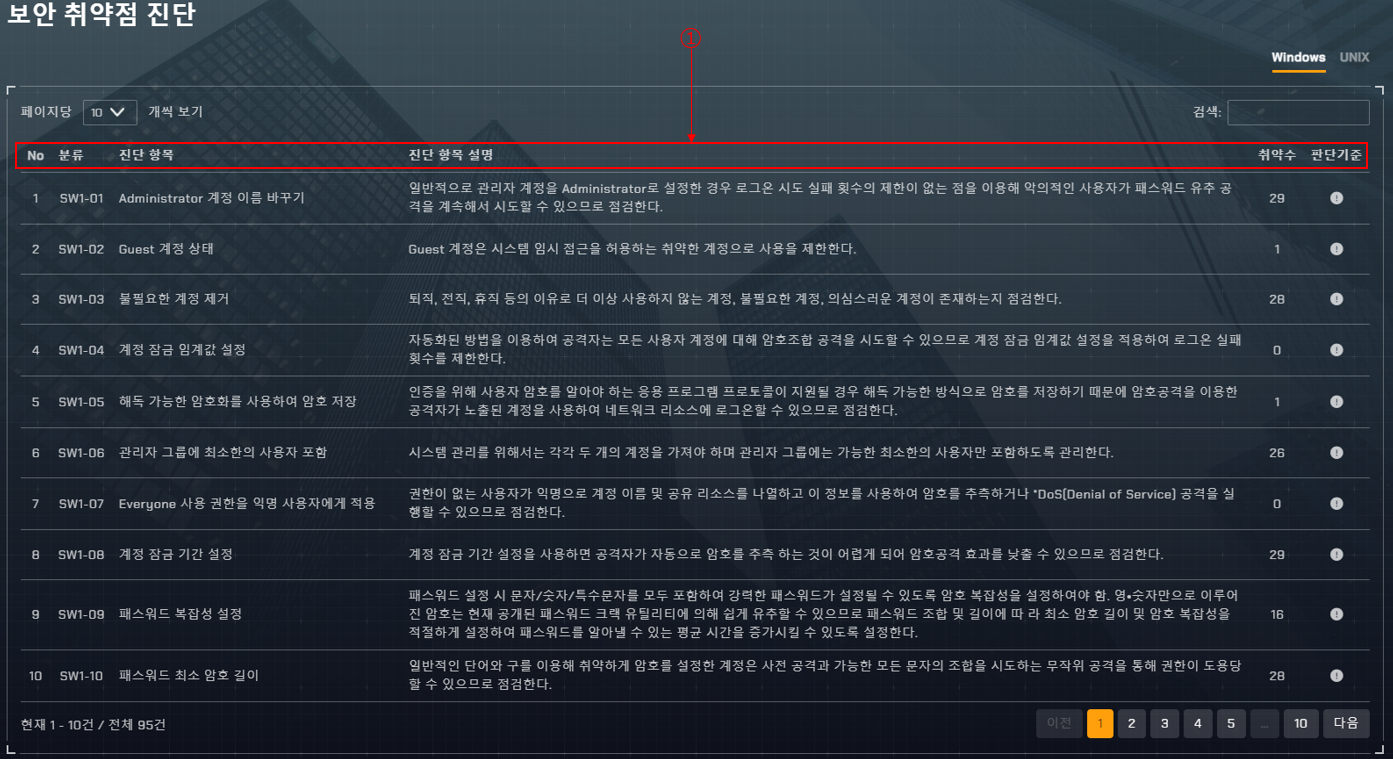 보안 취약점 진단
①
Windows UNIX
페이지당 10 개씩 보기 검색:
No 분류 진단 항목 진단 항목 설명 취약수 판단기준
1 SW1-01 Administrator 계정 이름 바꾸기 일반적으로 관리자 계정을 Administrator로 설정한 경우 로그온 시도 실패 횟수의 제한이 없는 점을 이용해 악의적인 사용자가 패스워드 유추 공
격을 계속해서 시도할 수 있으므로 점검한다. 29
2 SW1-02 Guest 계정 상태 Guest 계정은 시스템 임시 접근을 허용하는 취약한 계정으로 사용을 제한한다. 1
3 SW1-03 불필요한 계정 제거 퇴직, 전직, 휴직 등의 이유로 더 이상 사용하지 않는 계정, 불필요한 계정, 의심스러운 계정이 존재하는지 점검한다. 28
4 SW1-04 계정 잠금 임계값 설정 자동화된 방법을 이용하여 공격자는 모든 사용자 계정에 대해 암호조합 공격을 시도할 수 있으므로 계정 잠금 임계값 설정을 적용하여 로그온 실패
횟수를 제한한다. 0
5 SW1-05 해독 가능한 암호화를 사용하여 암호 저장 인증을 위해 사용자 암호를 알아야 하는 응용 프로그램 프로토콜이 지원될 경우 해독 가능한 방식으로 암호를 저장하기 때문에 암호공격을 이용한
공격자가 노출된 계정을 사용하여 네트워크 리소스에 로그온할 수 있으므로 점검한다. 1
6 SW1-06 관리자 그룹에 최소한의 사용자 포함 시스템 관리를 위해서는 각각 두 개의 계정을 가져야 하며 관리자 그룹에는 가능한 최소한의 사용자만 포함하도록 관리한다. 26
7 SW1-07 Everyone 사용 권한을 익명 사용자에게 적용 권한이 없는 사용자가 익명으로 계정 이름 및 공유 리소스를 나열하고 이 정보를 사용하여 암호를 추측하거나 *DoS(Denial of Service) 공격을 실
행할 수 있으므로 점검한다. 0
8 SW1-08 계정 잠금 기간 설정 계정 잠금 기간 설정을 사용하면 공격자가 자동으로 암호를 추측 하는 것이 어렵게 되어 암호공격 효과를 낮출 수 있으므로 점검한다. 29
9 SW1-09 패스워드 복잡성 설정 패스워드 설정 시 문자/숫자/특수문자를 모두 포함하여 강력한 패스워드가 설정될 수 있도록 암호 복잡성을 설정하여야 함. 영•숫자만으로 이루어
진 암호는 현재 공개된 패스워드 크랙 유틸리티에 의해 쉽게 유추할 수 있으므로 패스워드 조합 및 길이에 따 라 최소 암호 길이 및 암호 복잡성을
적절하게 설정하여 패스워드를 알아낼 수 있는 평균 시간을 증가시킬 수 있도록 설정한다. 16
10 SW1-10 패스워드 최소 암호 길이 일반적인 단어와 구를 이용해 취약하게 암호를 설정한 계정은 사전 공격과 가능한 모든 문자의 조합을 시도하는 무작위 공격을 통해 권한이 도용당
할 수 있으므로 점검한다. 28
현재 1 - 10건 / 전체 95건 이전 1 2 3 4 5 … 10 다음